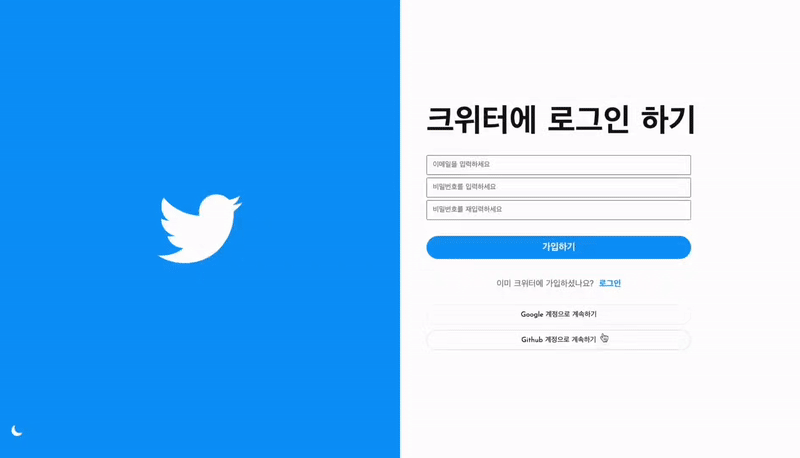 크위터에 로그인 하기
이메일을 입력하세요
비밀번호를 입력하세요
비밀번호를 재입력하세요
가입하기
이미 크위터에 가입하셨나요? 로그인
Google 계정으로 계속하기
Github 계정으로 계속하기